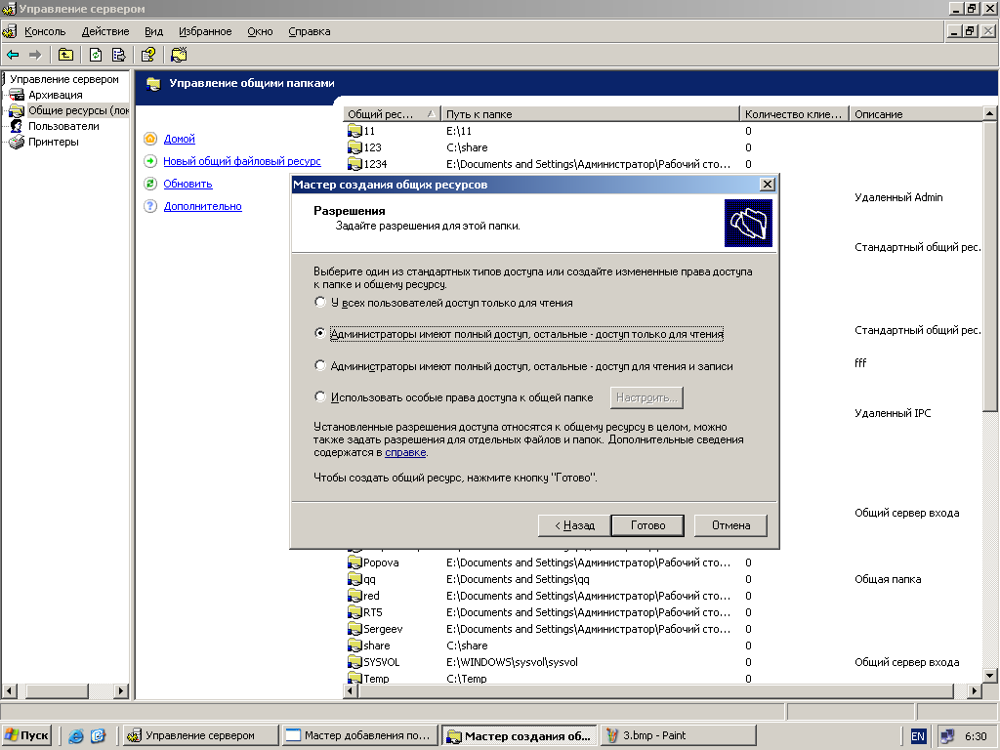 Управление сервером
Консоль Действие Вид Избранное Окно Справка
Управление сервером
Архивация
Общие ресурсы (лок
Пользователи
Принтеры
Управление общими папками
Домой
Новый общий файловый ресурс
Обновить
Дополнительно
Общий рес... Путь к папке Количество клие... Описание
11 E:\11 0
123 C:\share 0
1234 E:\Documents and Settings\Администратор\Рабочий сто... 0
Удаленный Admin
Стандартный общий рес.
Стандартный общий рес.
fff
Удаленный IPC
Общий сервер входа
Мастер создания общих ресурсов
Разрешения
Задайте разрешения для этой папки.
Выберите один из стандартных типов доступа или создайте измененные права доступа
к папке и общему ресурсу.
У всех пользователей доступ только для чтения
Администраторы имеют полный доступ, остальные - доступ только для чтения
Администраторы имеют полный доступ, остальные - доступ для чтения и записи
Использовать особые права доступа к общей папке Настроить...
Установленные разрешения доступа относятся к общему ресурсу в целом, можно
также задать разрешения для отдельных файлов и папок. Дополнительные сведения
содержатся в справке.
Чтобы создать общий ресурс, нажмите кнопку "Готово".
< Назад Готово Отмена
Popova E:\Documents and Settings\Администратор\Рабочий сто... 0
qq E:\Documents and Settings\qq 0 Общая папка
red E:\Documents and Settings\Администратор\Рабочий сто... 0
RT5 E:\Documents and Settings\Администратор\Рабочий сто... 0
Sergeev E:\Documents and Settings\Администратор\Рабочий сто... 0
share C:\share 0
SYSVOL E:\WINDOWS\sysvol\sysvol 0 Общий сервер входа
Temp C:\Temp 0
Пуск Управление сервером Мастер добавления по... Мастер создания об... 3.bmp - Paint EN 6:30